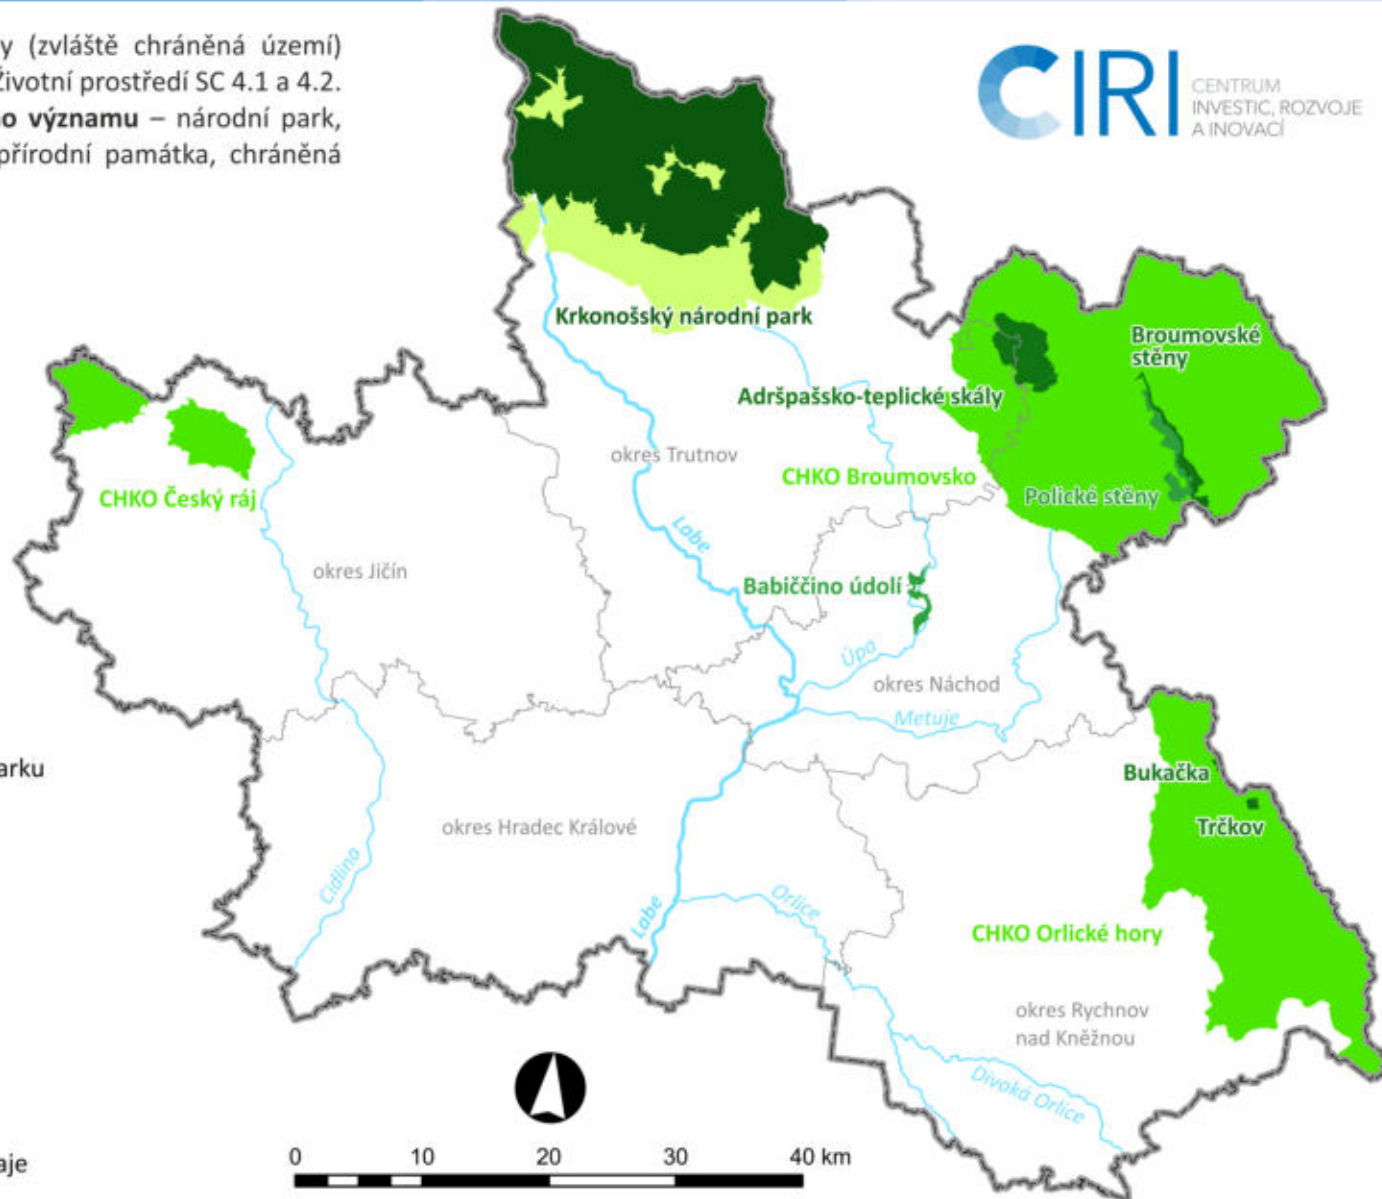 y (zvláště chráněná území)
Životní prostředí SC 4.1 a 4.2.
o významu – národní park,
přírodní památka, chráněná
CIRI CENTRUM
INVESTIC, ROZVOJE
A INOVACÍ
Krkonošský národní park
Broumovské
stěny
Adršpašsko-teplické skály
okres Trutnov
CHKO Broumovsko
CHKO Český ráj
Polické stěny
Labe
okres Jičín
Babiččino údolí
Úpa
okres Náchod
Metuje
arku
Bukačka
Trčkov
okres Hradec Králové
Cidlina
Orlice
Labe
CHKO Orlické hory
okres Rychnov
nad Kněžnou
Divoká Orlice
aje
0 10 20 30 40 km